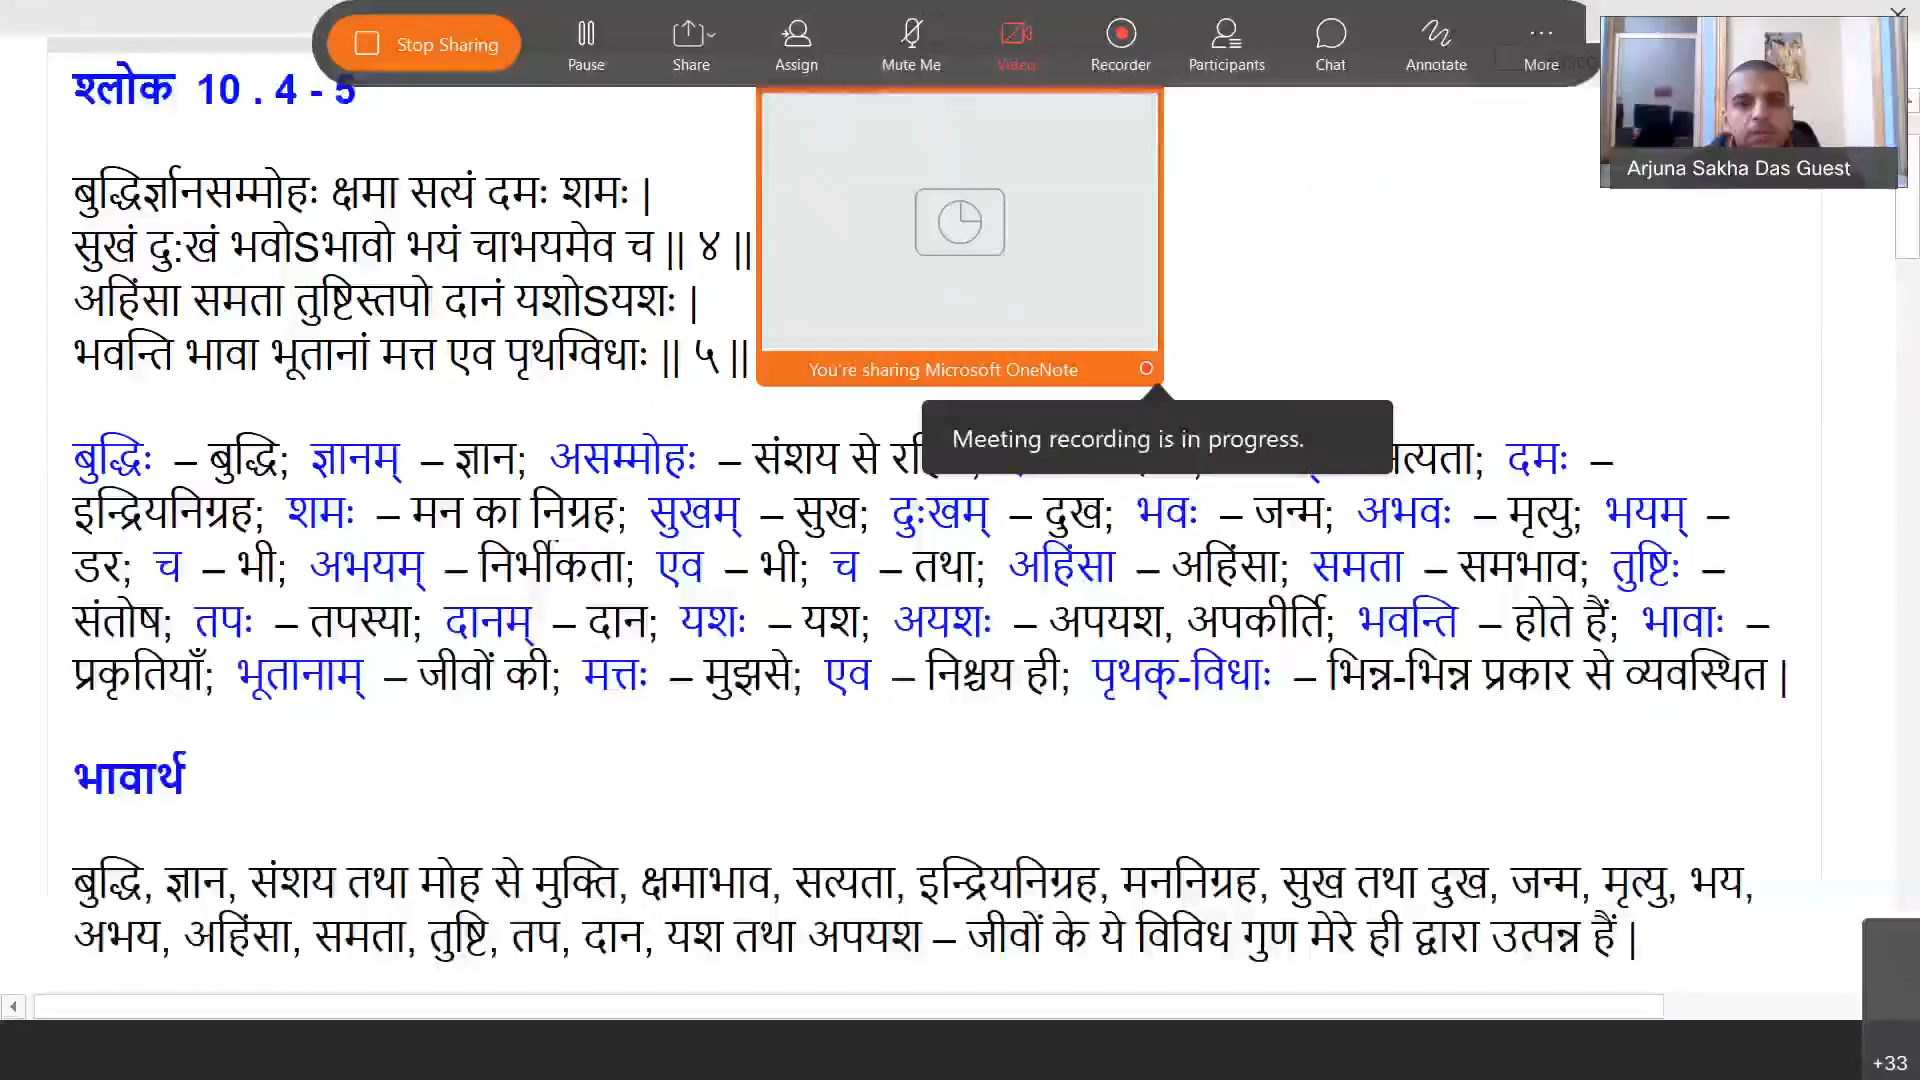 Stop Sharing
Pause
Share
Assign
Mute Me
Video
Recorder
Participants
Chat
Annotate
More
Arjuna Sakha Das Guest
श्लोक 10 . 4 - 5
बुद्धिर्ज्ञानसम्मोहः क्षमा सत्यं दमः शमः |
सुखं दु:खं भवोSभावो भयं चाभयमेव च || ४ ||
अहिंसा समता तुष्टिस्तपो दानं यशोSयशः |
भवन्ति भावा भूतानां मत्त एव पृथग्विधाः || ५ ||
You're sharing Microsoft OneNote
Meeting recording is in progress.
बुद्धिः – बुद्धि; ज्ञानम् – ज्ञान; असम्मोहः – संशय से त्यता; दमः –
इन्द्रियनिग्रह; शमः – मन का निग्रह; सुखम् – सुख; दुःखम् – दुख; भवः – जन्म; अभवः – मृत्यु; भयम् –
डर; च – भी; अभयम् – निर्भीकता; एव – भी; च – तथा; अहिंसा – अहिंसा; समता – समभाव; तुष्टिः –
संतोष; तपः – तपस्या; दानम् – दान; यशः – यश; अयशः – अपयश, अपकीर्ति; भवन्ति – होते हैं; भावाः –
प्रकृतियाँ; भूतानाम् – जीवों की; मत्तः – मुझसे; एव – निश्चय ही; पृथक्-विधाः – भिन्न-भिन्न प्रकार से व्यवस्थित |
भावार्थ
बुद्धि, ज्ञान, संशय तथा मोह से मुक्ति, क्षमाभाव, सत्यता, इन्द्रियनिग्रह, मननिग्रह, सुख तथा दुख, जन्म, मृत्यु, भय,
अभय, अहिंसा, समता, तुष्टि, तप, दान, यश तथा अपयश – जीवों के ये विविध गुण मेरे ही द्वारा उत्पन्न हैं |
+33